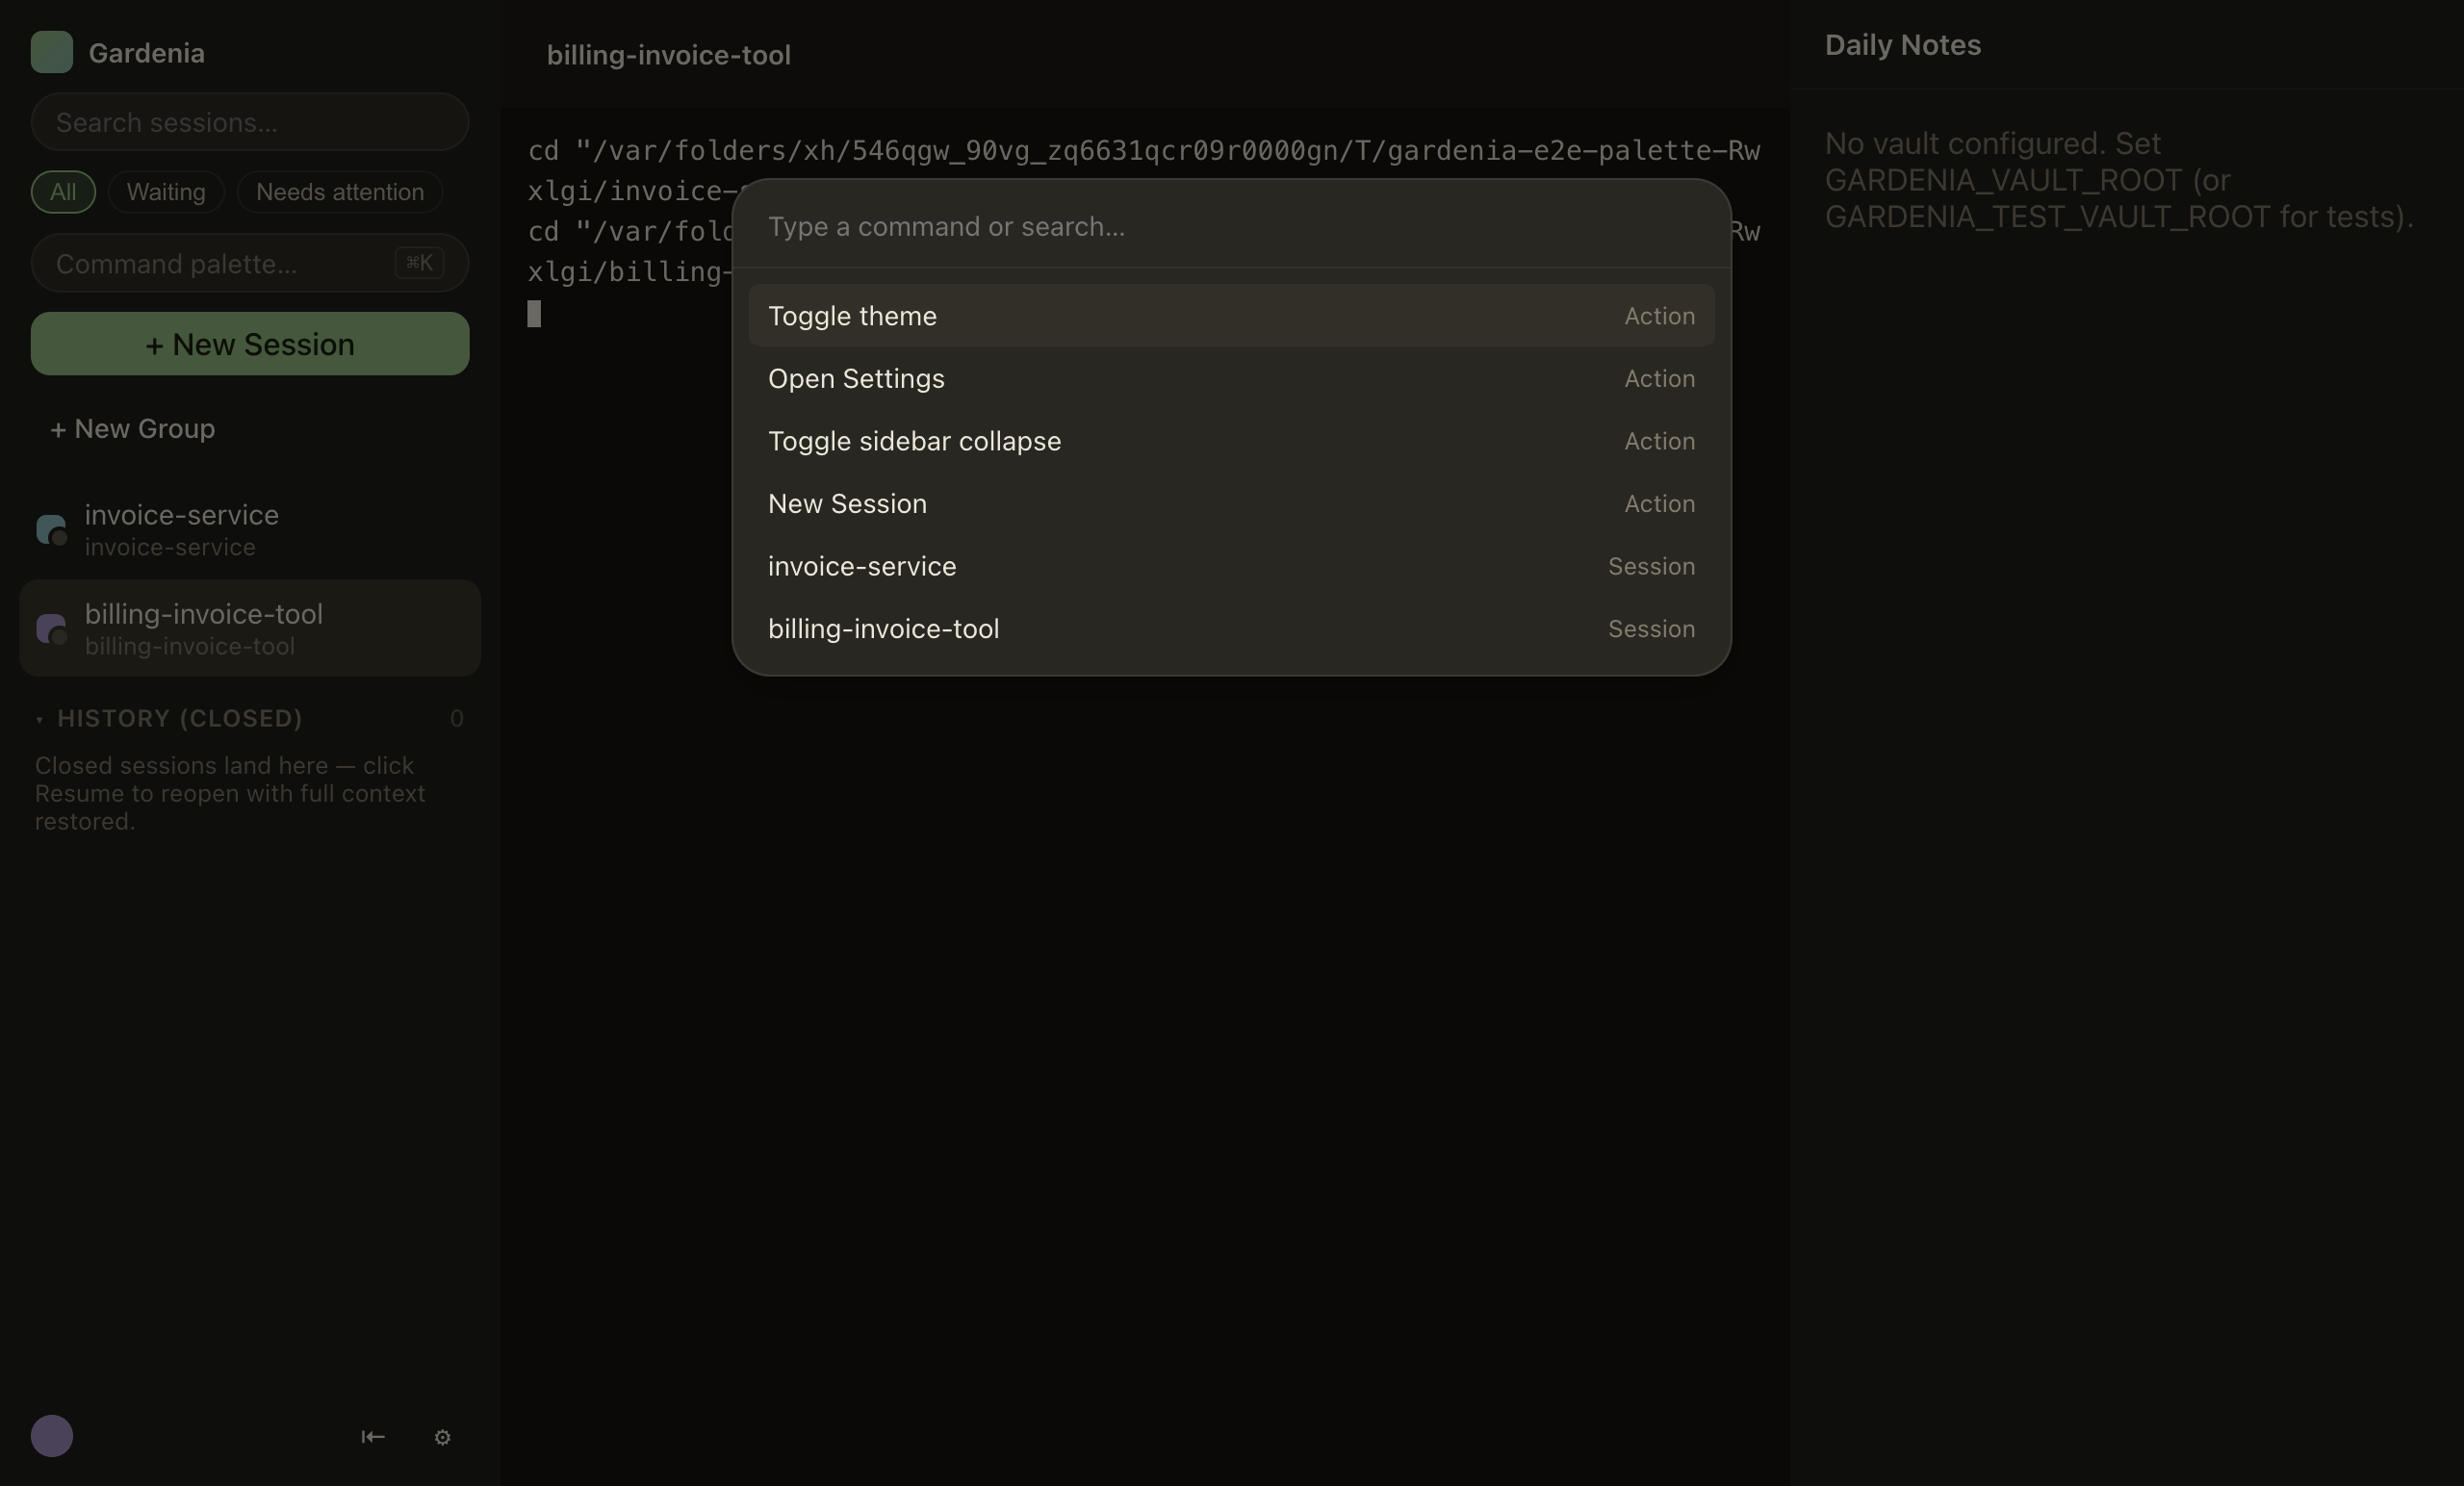 Gardenia
Search sessions...
All
Waiting
Needs attention
Command palette...
⌘K
+ New Session
+ New Group
invoice-service
invoice-service
billing-invoice-tool
billing-invoice-tool
▾ HISTORY (CLOSED) 0
Closed sessions land here — click
Resume to reopen with full context
restored.
billing-invoice-tool
cd "/var/folders/xh/546qgw_90vg_zq6631qcr09r0000gn/T/gardenia-e2e-palette-Rw
xlgi/invoice-
cd "/var/fold Rw
xlgi/billing-
Type a command or search...
Toggle theme Action
Open Settings Action
Toggle sidebar collapse Action
New Session Action
invoice-service Session
billing-invoice-tool Session
Daily Notes
No vault configured. Set
GARDENIA_VAULT_ROOT (or
GARDENIA_TEST_VAULT_ROOT for tests).